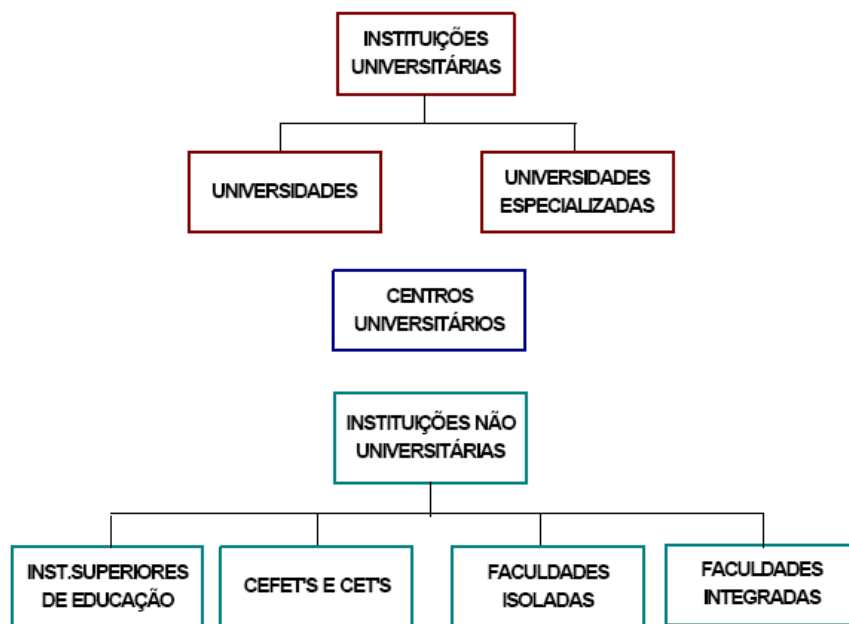 INSTITUIÇÕES
UNIVERSITÁRIAS
UNIVERSIDADES
UNIVERSIDADES
ESPECIALIZADAS
CENTROS
UNIVERSITÁRIOS
INSTITUIÇÕES NÃO
UNIVERSITÁRIAS
INST.SUPERIORES
DE EDUCAÇÃO
CEFET'S E CET'S
FACULDADES
ISOLADAS
FACULDADES
INTEGRADAS